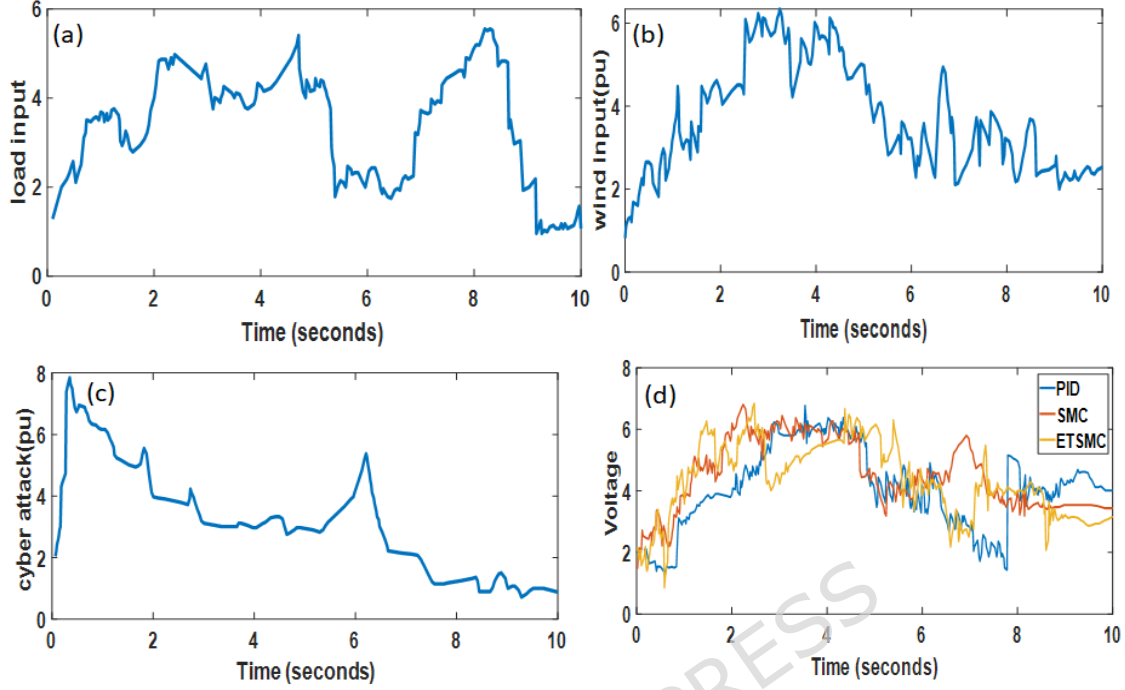 (a)
load input
6
4
2
0
0 2 4 6 8 10
Time (seconds)
(b)
wind input(pu)
6
4
2
0
0 2 4 6 8 10
Time (seconds)
(c)
cyber attack(pu)
8
6
4
2
0
0 2 4 6 8 10
Time (seconds)
(d)
Voltage
8
6
4
2
0
PID
SMC
ETSMC
0 2 4 6 8 10
Time (seconds)
PRESS